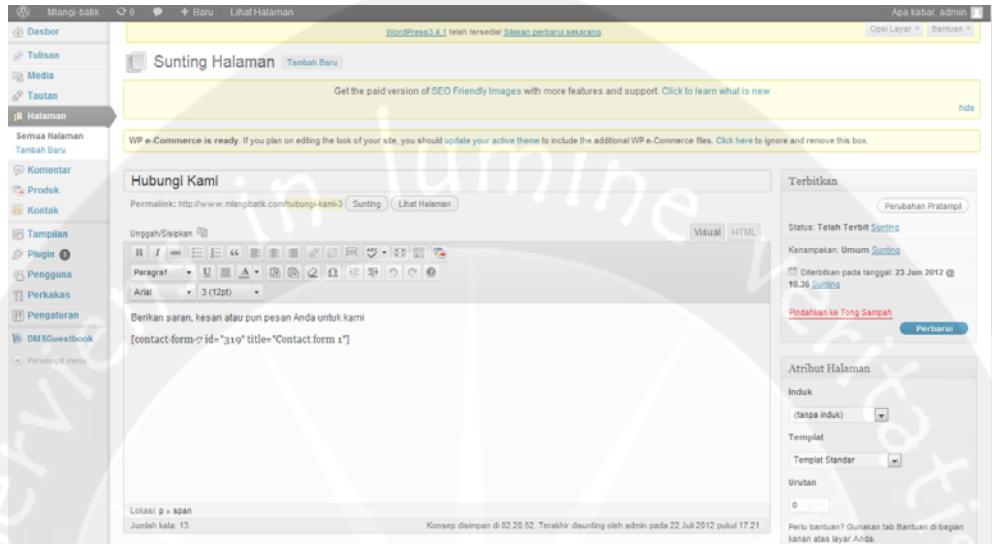 Mlangi-batik 6 + Baru Lihat Halaman Apa kabar, admin
Dasbor
Tulisan
Media
Tautan
Halaman
Semua Halaman
Tambah Baru
Komentar
Produk
Kontak
Tampilan
Plugin
Pengguna
Perkakas
Pengaturan
DMSGuestbook
Persempit menu
WordPress 3.4.1 telah tersedia! Silakan perbarui sekarang.
Opsi Layar Bantuan
Sunting Halaman Tambah Baru
Get the paid version of SEO Friendly Images with more features and support. Click to learn what is new
hide
WP e-Commerce is ready. If you plan on editing the look of your site, you should update your active theme to include the additional WP e-Commerce files. Click here to ignore and remove this box.
Hubungi Kami
Permalink: http://www.mlangibatik.com/hubungi-kami-3 Sunting Lihat Halaman
Unggah/Sisipkan Visual HTML
B I ABC
Paragraf U A Ω
Arial 3 (12pt)
Berikan saran, kesan atau pun pesan Anda untuk kami
[contact-form-7 id="319" title="Contact form 1"]
Lokasi: p » span
Jumlah kata: 13 Konsep disimpan di 02.20.52. Terakhir disunting oleh admin pada 22 Juli 2012 pukul 17.21
Terbitkan
Perubahan Pratampil
Status: Telah Terbit Sunting
Kenampakan: Umum Sunting
Diterbitkan pada tanggal: 23 Juin 2012 @
10.36 Sunting
Pindahkan ke Tong Sampah
Perbarui
Atribut Halaman
Induk
(tanpa induk)
Templat
Templat Standar
Urutan
0
Perlu bantuan? Gunakan tab Bantuan di bagian
kanan atas layar Anda.
serviens in lumine veritatis